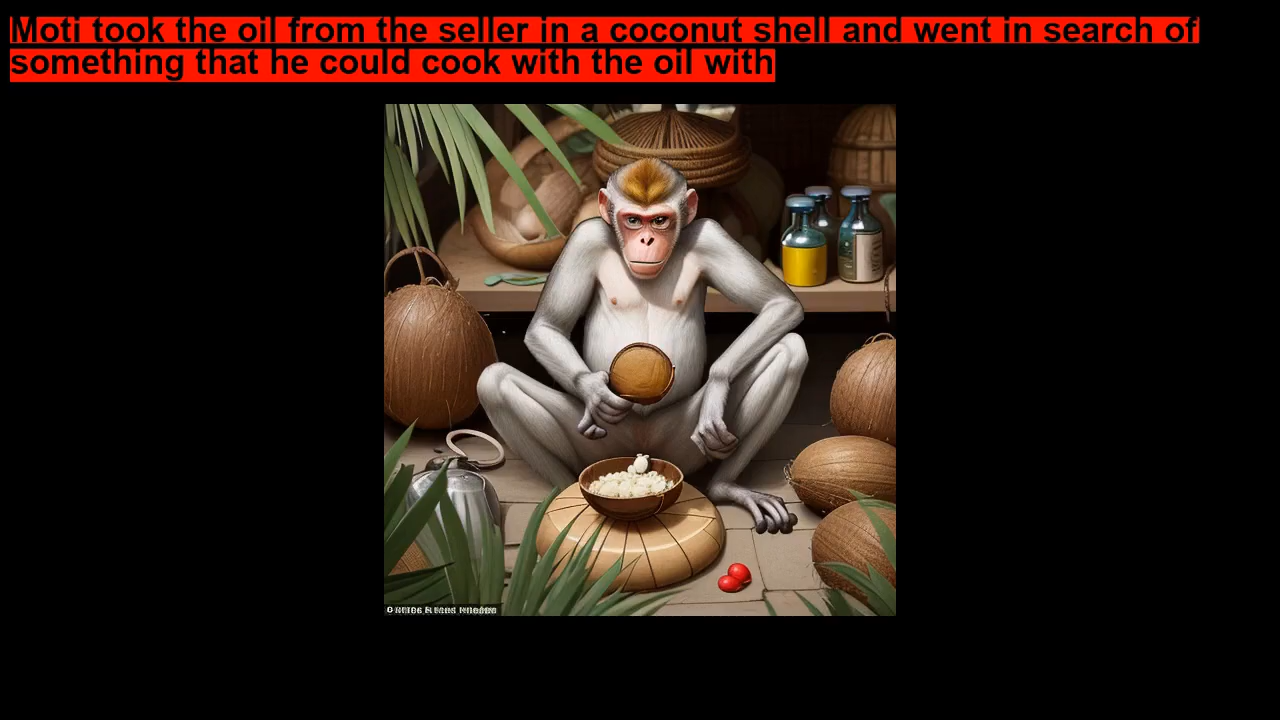 Moti took the oil from the seller in a coconut shell and went in search of
something that he could cook with the oil with